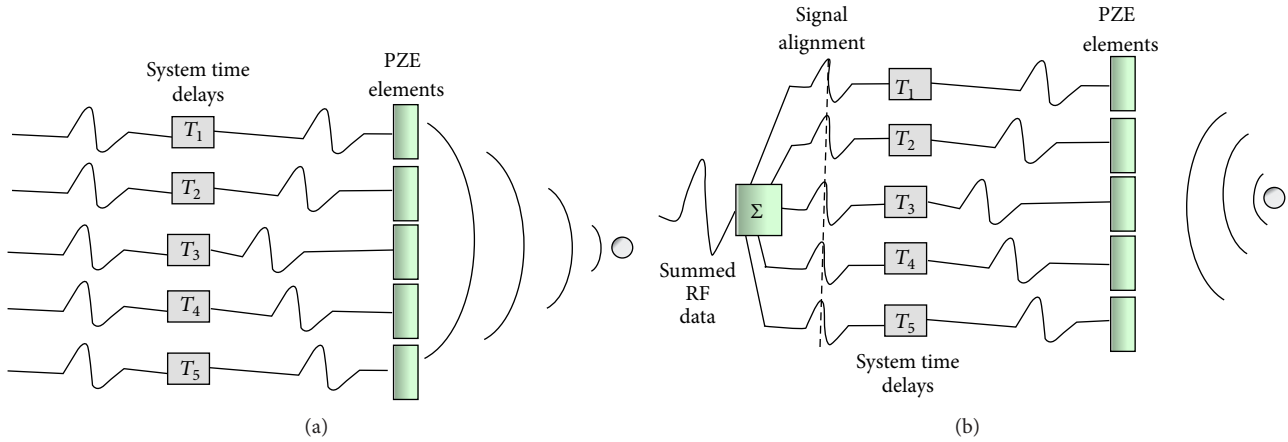 System time
delays
PZE
elements
T1
T2
T3
T4
T5
(a)
Signal
alignment
PZE
elements
T1
T2
Σ
T3
T4
T5
Summed
RF
data
System time
delays
(b)